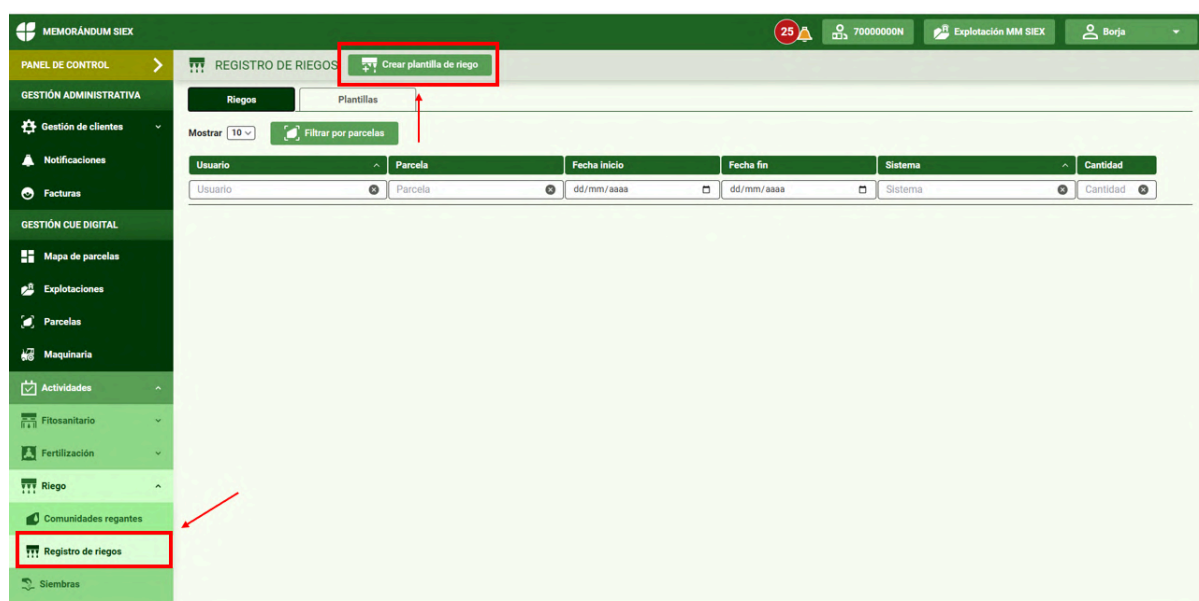 MEMORÁNDUM SIEX
25
70000000N
Explotación MM SIEX
Borja
PANEL DE CONTROL
REGISTRO DE RIEGOS
Crear plantilla de riego
GESTIÓN ADMINISTRATIVA
Riegos
Plantillas
Gestión de clientes
Mostrar 10
Filtrar por parcelas
Notificaciones
Usuario
Parcela
Fecha inicio
Fecha fin
Sistema
Cantidad
Facturas
Usuario
Parcela
dd/mm/aaaa
dd/mm/aaaa
Sistema
Cantidad
GESTIÓN CUE DIGITAL
Mapa de parcelas
Explotaciones
Parcelas
Maquinaria
Actividades
Fitosanitario
Fertilización
Riego
Comunidades regantes
Registro de riegos
Siembras